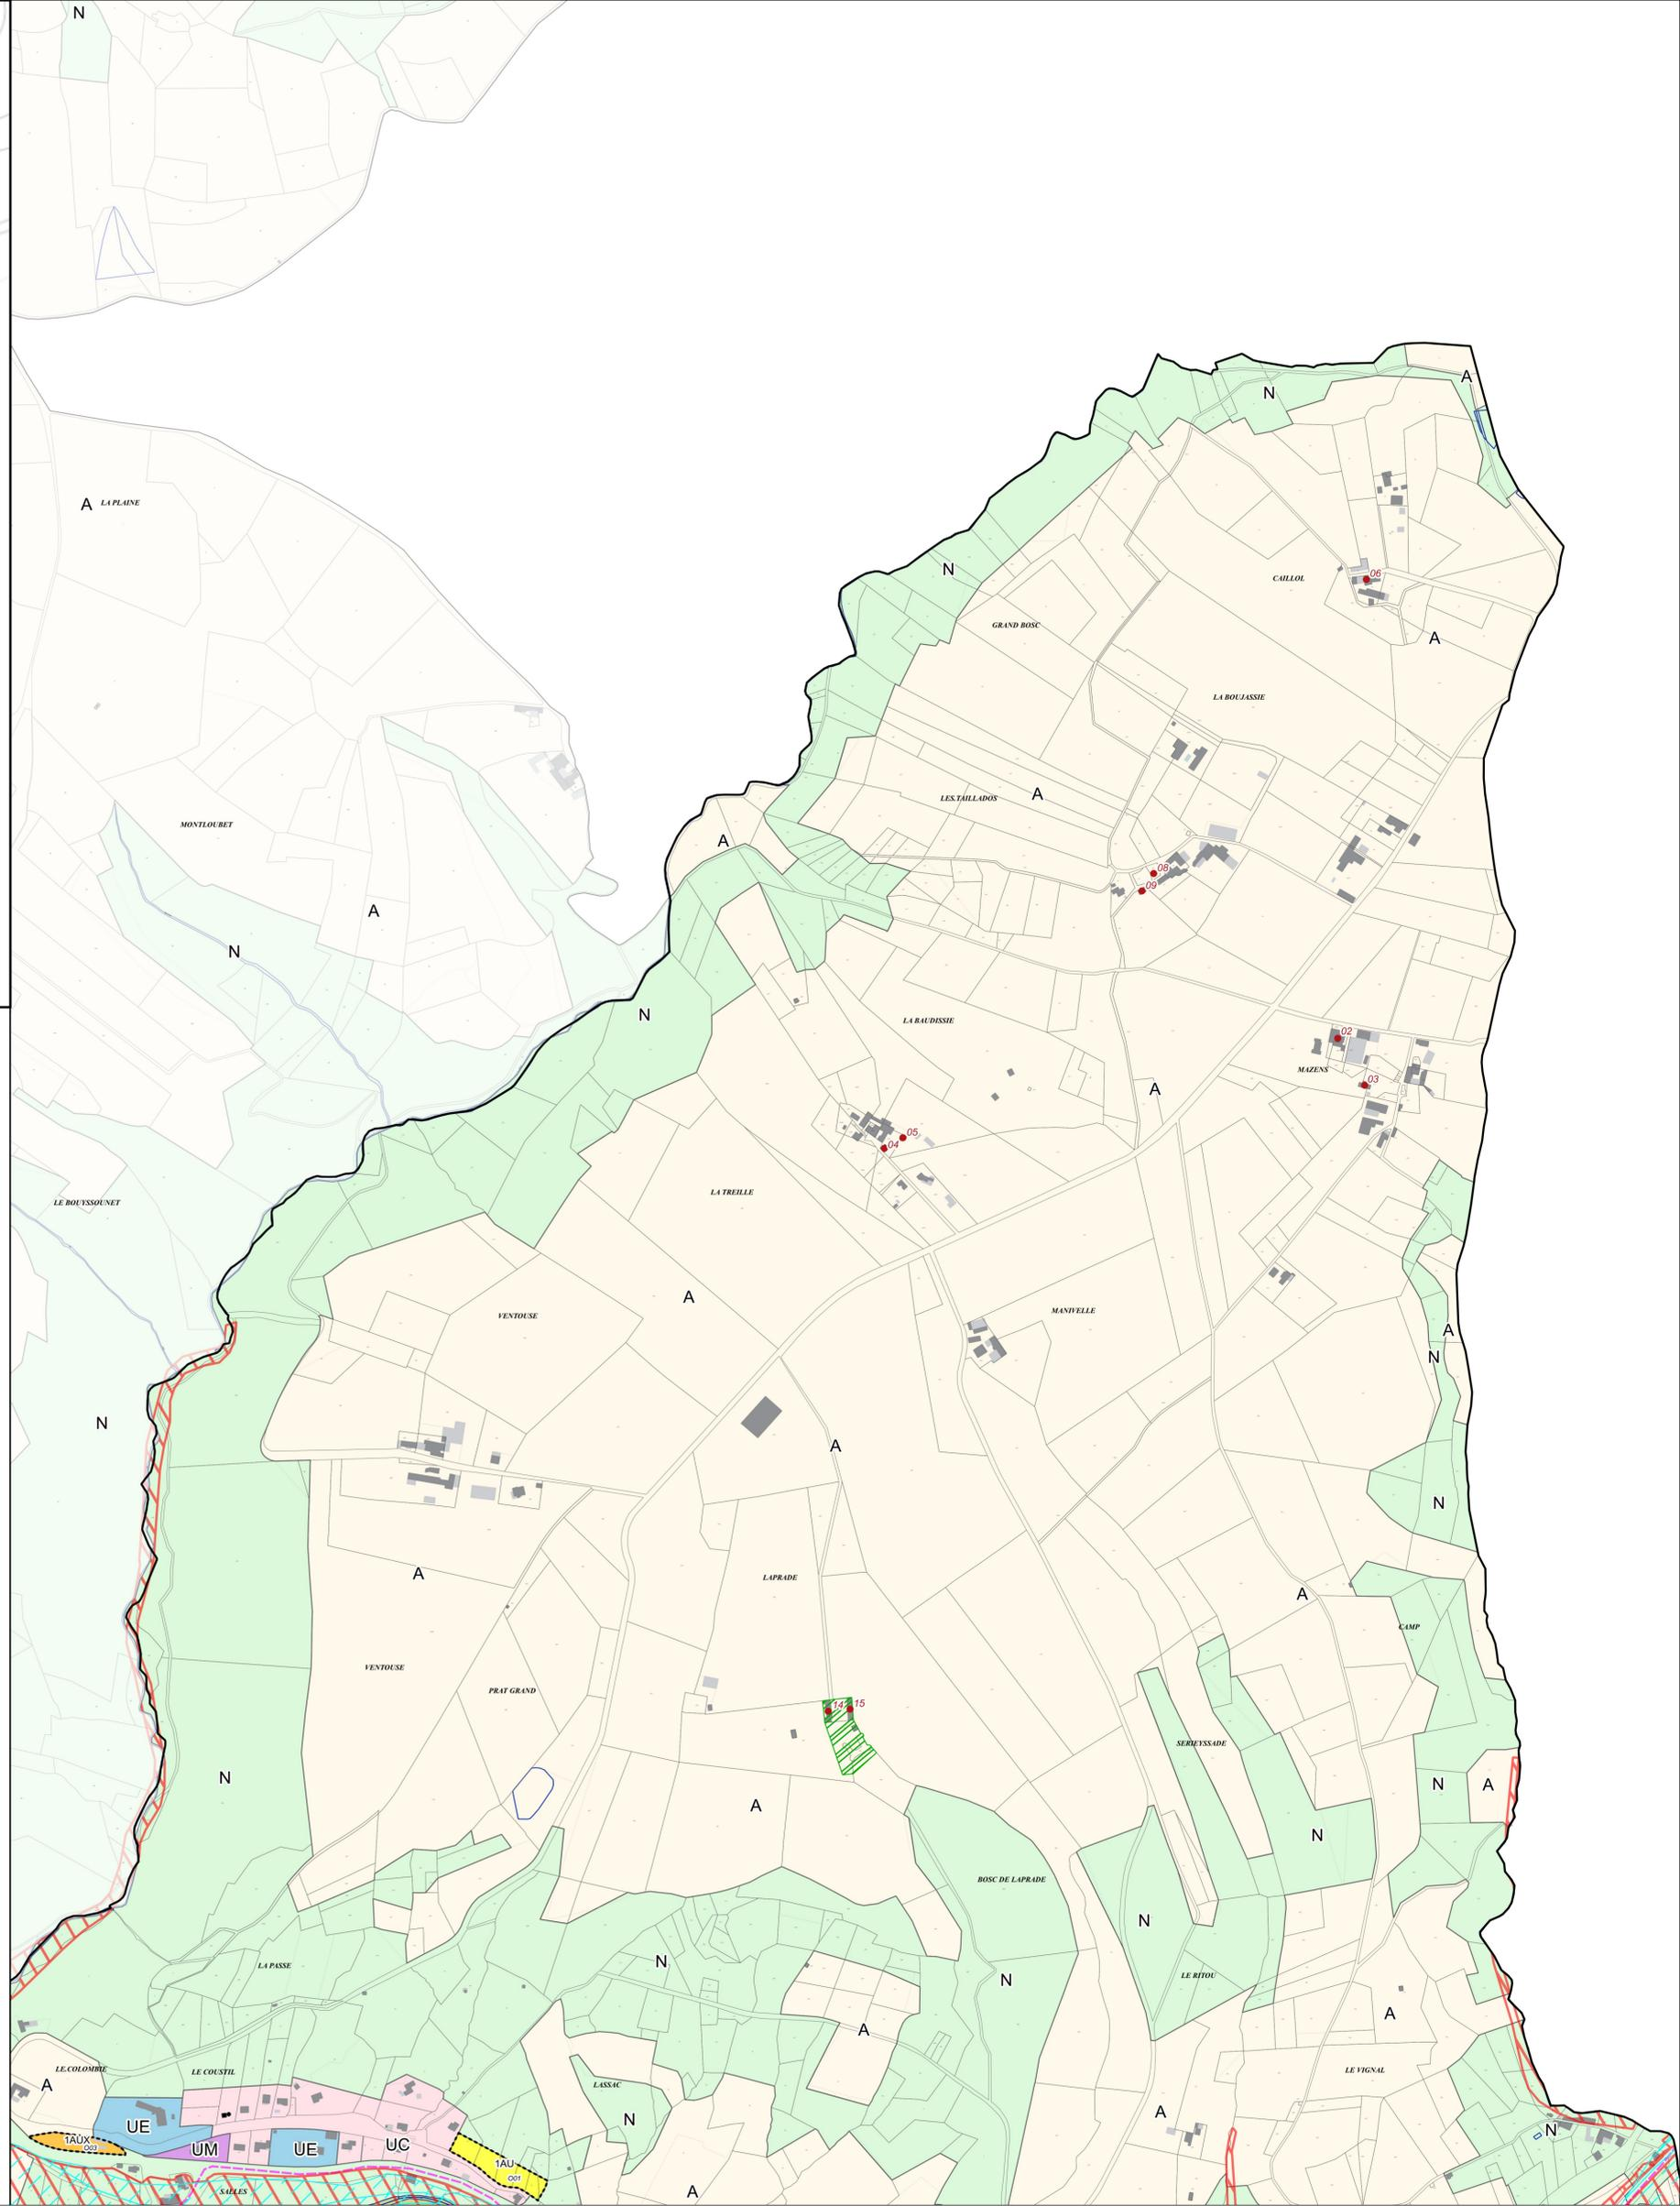 N
A
N
A LA PLAINE
N
CAILLOL
06
GRAND BOSC
A
LA BOUJASSIE
LES.TAILLADOS
A
MONTLOUBET
A
08
09
A
N
N
LA BAUDISSIE
02
MAZENS
03
A
05
04
LA TREILLE
LE BOUYSSOUNET
A
VENTOUSE
MANIVELLE
A
N
N
A
N
A
LAPRADE
A
CAMP
VENTOUSE
PRAT GRAND
14
15
SERIEYSSADE
N
N
A
A
N
BOSC DE LAPRADE
N
N
LA PASSE
LE RITOU
N
A
A
LE.COLOMBIE
LE COUSTIL
LE VIGNAL
A
LASSAC
N
A
UE
1AUX
O03
UM
UE
UC
N
1AU
O01
SALLES
A